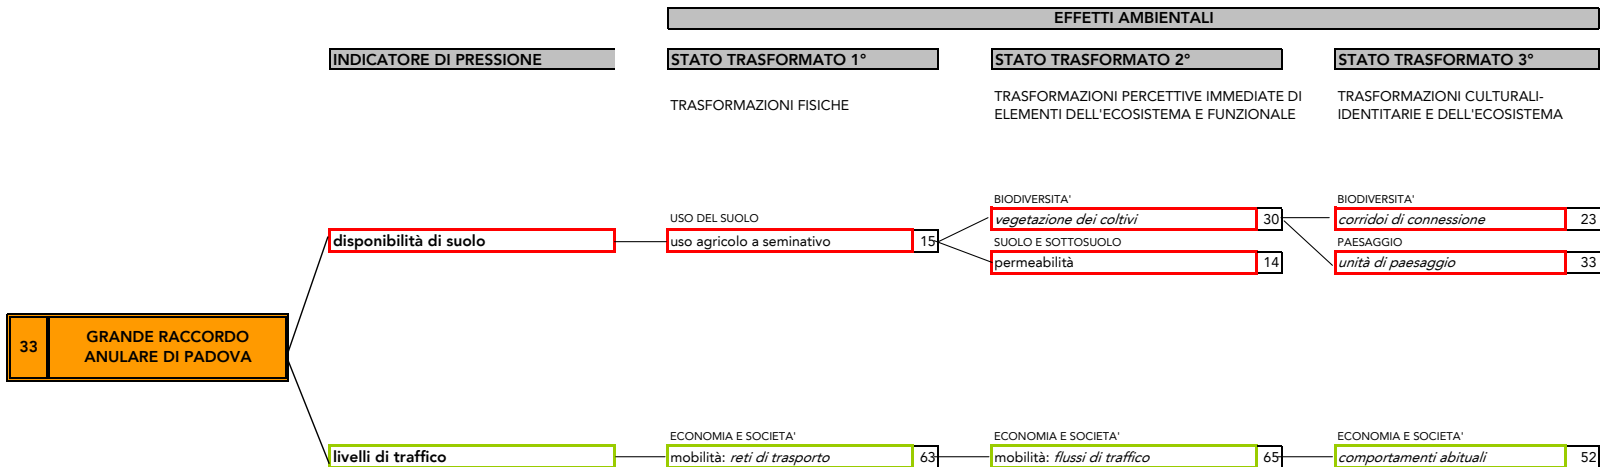 EFFETTI AMBIENTALI
INDICATORE DI PRESSIONE
STATO TRASFORMATO 1°
STATO TRASFORMATO 2°
STATO TRASFORMATO 3°
TRASFORMAZIONI FISICHE
TRASFORMAZIONI PERCETTIVE IMMEDIATE DI
ELEMENTI DELL'ECOSISTEMA E FUNZIONALE
TRASFORMAZIONI CULTURALI-
IDENTITARIE E DELL'ECOSISTEMA
BIODIVERSITA'
BIODIVERSITA'
USO DEL SUOLO
vegetazione dei coltivi 30
corridoi di connessione 23
disponibilità di suolo
uso agricolo a seminativo 15
SUOLO E SOTTOSUOLO
PAESAGGIO
permeabilità 14
unità di paesaggio 33
33
GRANDE RACCORDO
ANULARE DI PADOVA
ECONOMIA E SOCIETA'
ECONOMIA E SOCIETA'
ECONOMIA E SOCIETA'
livelli di traffico
mobilità: reti di trasporto 63
mobilità: flussi di traffico 65
comportamenti abituali 52